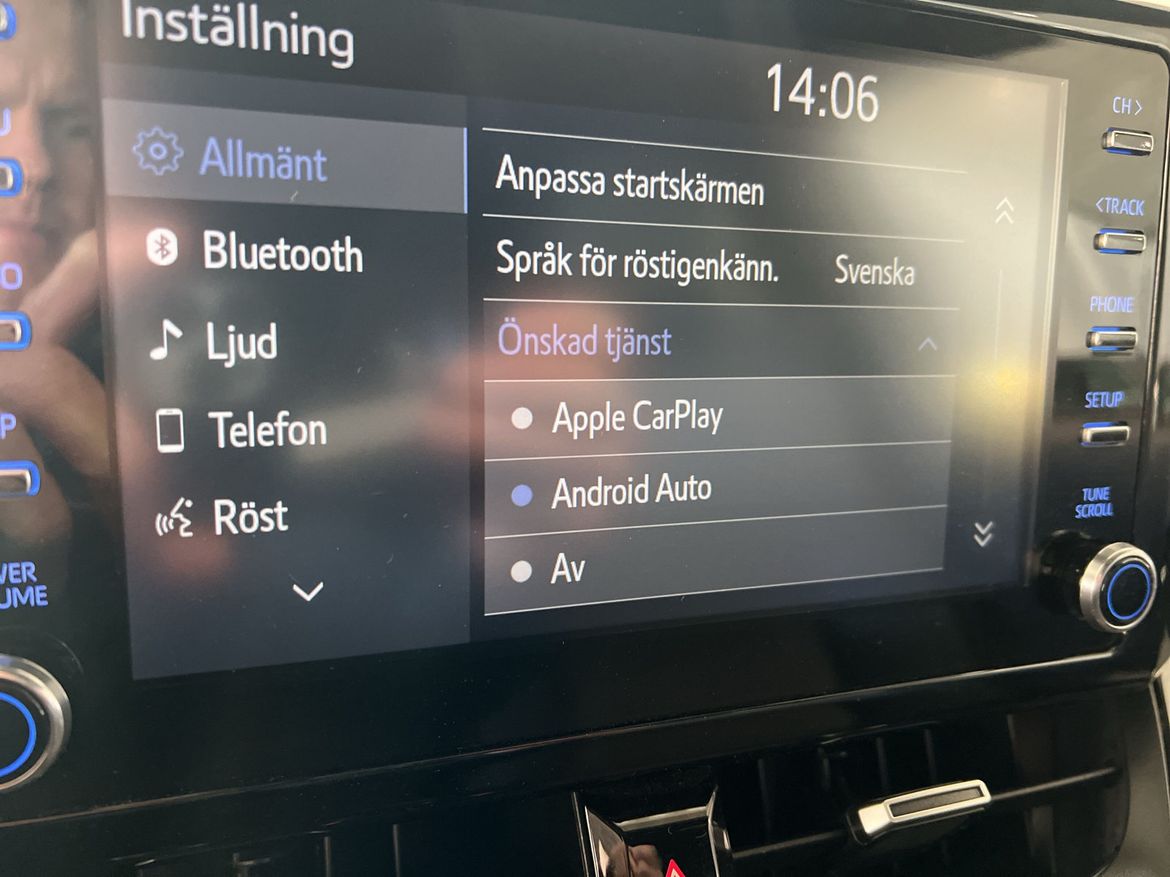 Inställning
14:06
Allmänt
Bluetooth
Ljud
Telefon
Röst
Anpassa startskärmen
Språk för röstigenkänn. Svenska
Önskad tjänst
Apple CarPlay
Android Auto
Av
CH >
< TRACK
PHONE
SETUP
TUNE
SCROLL